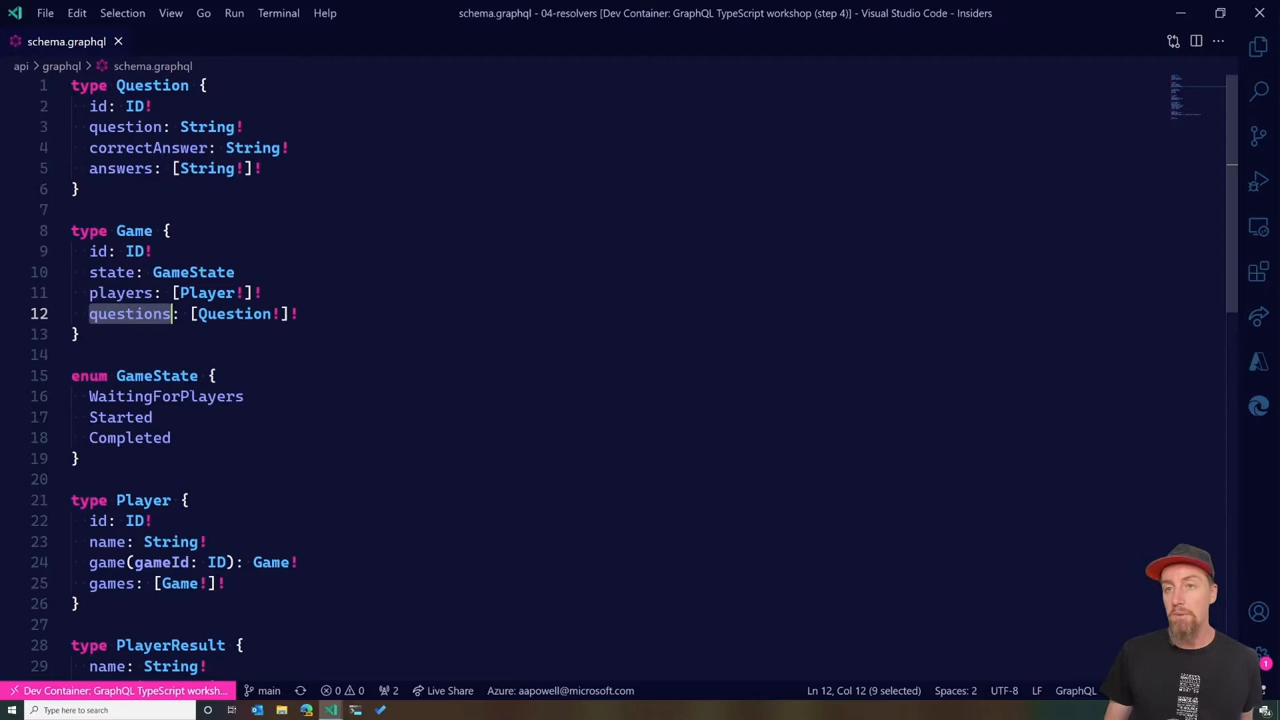 File Edit Selection View Go Run Terminal Help schema.graphql - 04-resolvers [Dev Container: GraphQL TypeScript workshop (step 4)] - Visual Studio Code - Insiders
schema.graphql
api graphql schema.graphql
1 type Question {
2 id: ID!
3 question: String!
4 correctAnswer: String!
5 answers: [String!]!
6 }
7
8 type Game {
9 id: ID!
10 state: GameState
11 players: [Player!]!
12 questions: [Question!]!
13 }
14
15 enum GameState {
16 WaitingForPlayers
17 Started
18 Completed
19 }
20
21 type Player {
22 id: ID!
23 name: String!
24 game(gameId: ID): Game!
25 games: [Game!]!
26 }
27
28 type PlayerResult {
29 name: String!
Dev Container: GraphQL TypeScript worksh... main 0 0 2 Live Share Azure: aapowell@microsoft.com Ln 12, Col 12 (9 selected) Spaces: 2 UTF-8 LF GraphQL 1
Type here to search